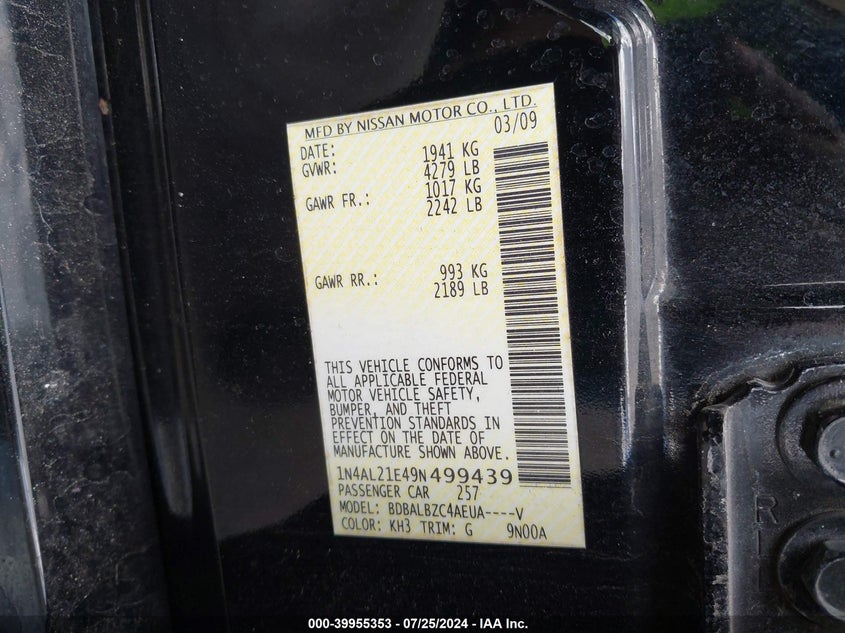 MFD BY NISSAN MOTOR CO., LTD.
DATE: 03/09
GVWR: 1941 KG
4279 LB
GAWR FR.: 1017 KG
2242 LB
GAWR RR.: 993 KG
2189 LB
THIS VEHICLE CONFORMS TO
ALL APPLICABLE FEDERAL
MOTOR VEHICLE SAFETY,
BUMPER, AND THEFT
PREVENTION STANDARDS IN
EFFECT ON THE DATE OF
MANUFACTURE SHOWN ABOVE.
1N4AL21E49N499439
PASSENGER CAR 257
MODEL: BDBALBZC4AEUA----V
COLOR: KH3 TRIM: G 9N00A
000-39955353 - 07/25/2024 - IAA Inc.